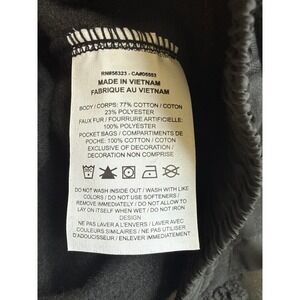 RN#56323 - CA#05553
MADE IN VIETNAM
FABRIQUE AU VIETNAM
BODY / CORPS: 77% COTTON / COTON
23% POLYESTER
FAUX FUR / FOURRURE ARTIFICIELLE:
100% POLYESTER
POCKET BAGS / COMPARTIMENTS DE
POCHE: 100% COTTON / COTON
EXCLUSIVE OF DECORATION /
DECORATION NON COMPRISE
DO NOT WASH INSIDE OUT / WASH WITH LIKE
COLORS / DO NOT USE SOFTENERS /
REMOVE IMMEDIATELY / DO NOT ALLOW TO
LAY ON ITSELF WHEN WET / DO NOT IRON
DESIGN
NE PAS LAVER A L'ENVERS / LAVER AVEC
COULEURS SIMILAIRES / NE PAS UTILISER
D'ADOUCISSEUR / ENLEVER IMMEDIATEMENT